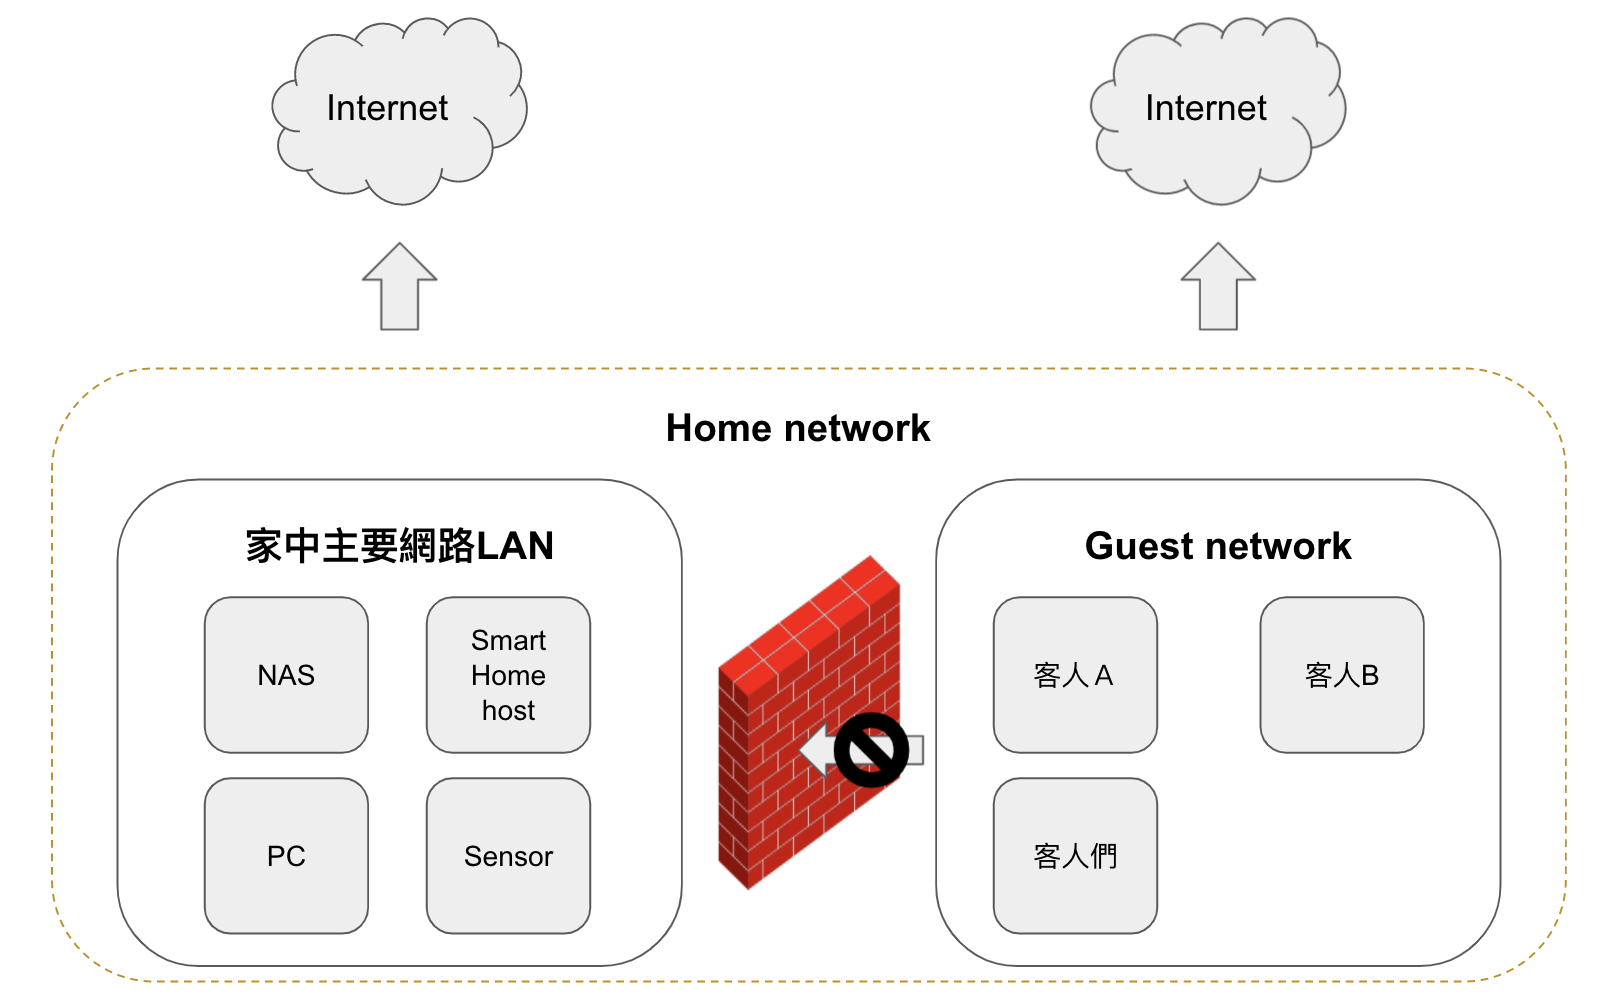 Internet
Internet
Home network
家中主要網路LAN
Guest network
NAS
Smart
Home
host
客人 A
客人B
PC
Sensor
客人們